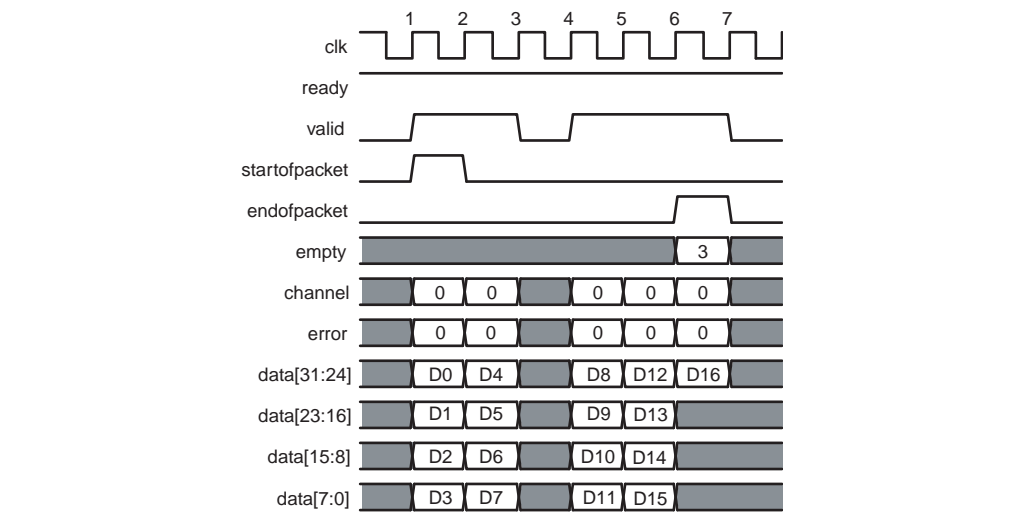 1 2 3 4 5 6 7
clk
ready
valid
startofpacket
endofpacket
empty 3
channel 0 0 0 0 0
error 0 0 0 0 0
data[31:24] D0 D4 D8 D12 D16
data[23:16] D1 D5 D9 D13
data[15:8] D2 D6 D10 D14
data[7:0] D3 D7 D11 D15